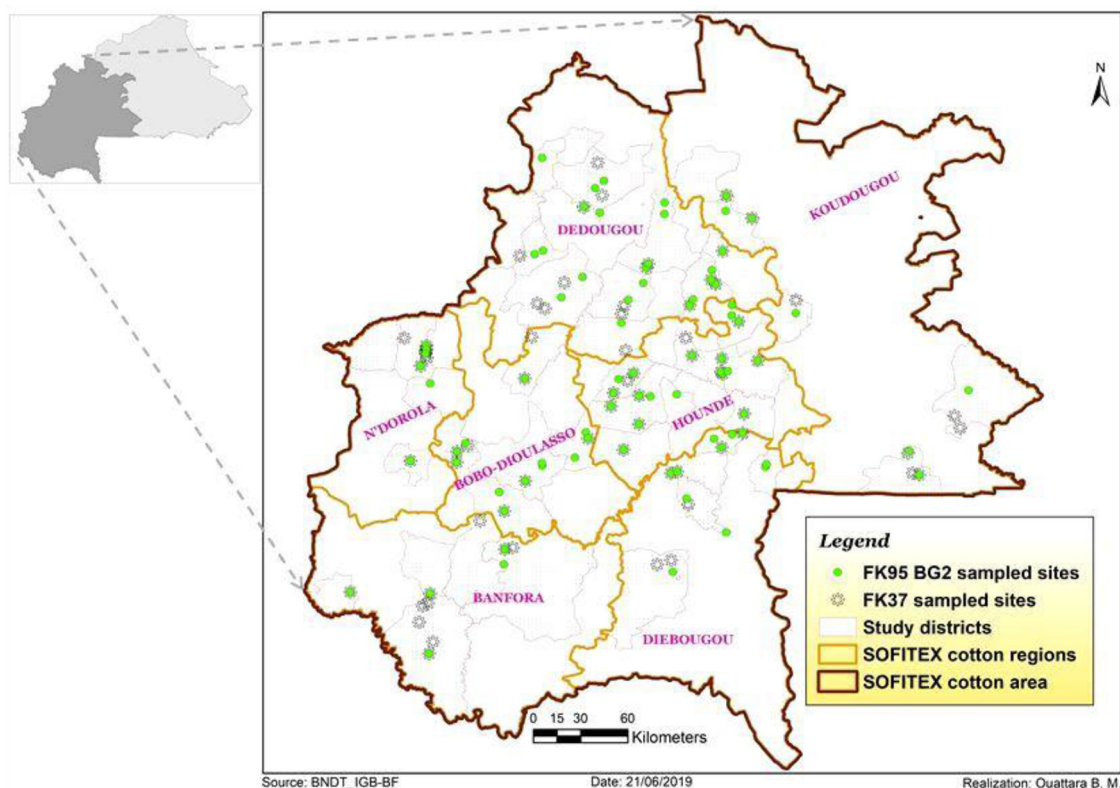 N
KOUDOUGOU
DEDOUGOU
N'DOROLA
HOUNDE
BOBO-DIOULASSO
BANFORA
DIEBOUGOU
Legend
FK95 BG2 sampled sites
FK37 sampled sites
Study districts
SOFITEX cotton regions
SOFITEX cotton area
0 15 30 60
Kilometers
Source: BNDT_IGB-BF Date: 21/06/2019 Realization: Ouattara B. M